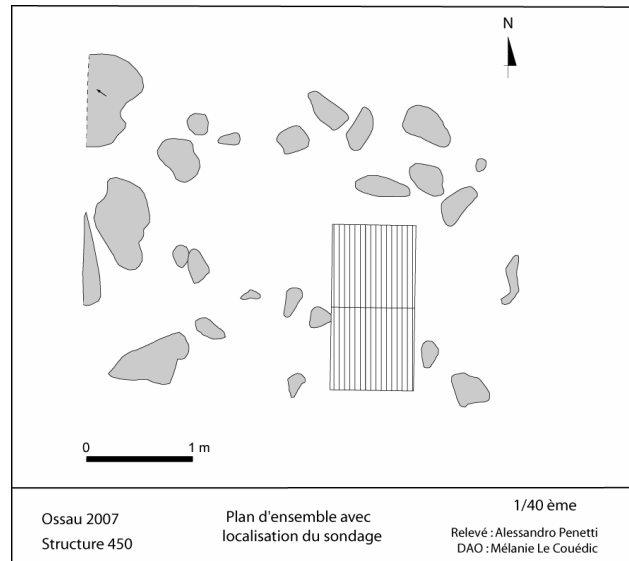 N
0 1 m
Ossau 2007
Structure 450
Plan d'ensemble avec
localisation du sondage
1/40 ème
Relevé : Alessandro Penetti
DAO : Mélanie Le Couédic